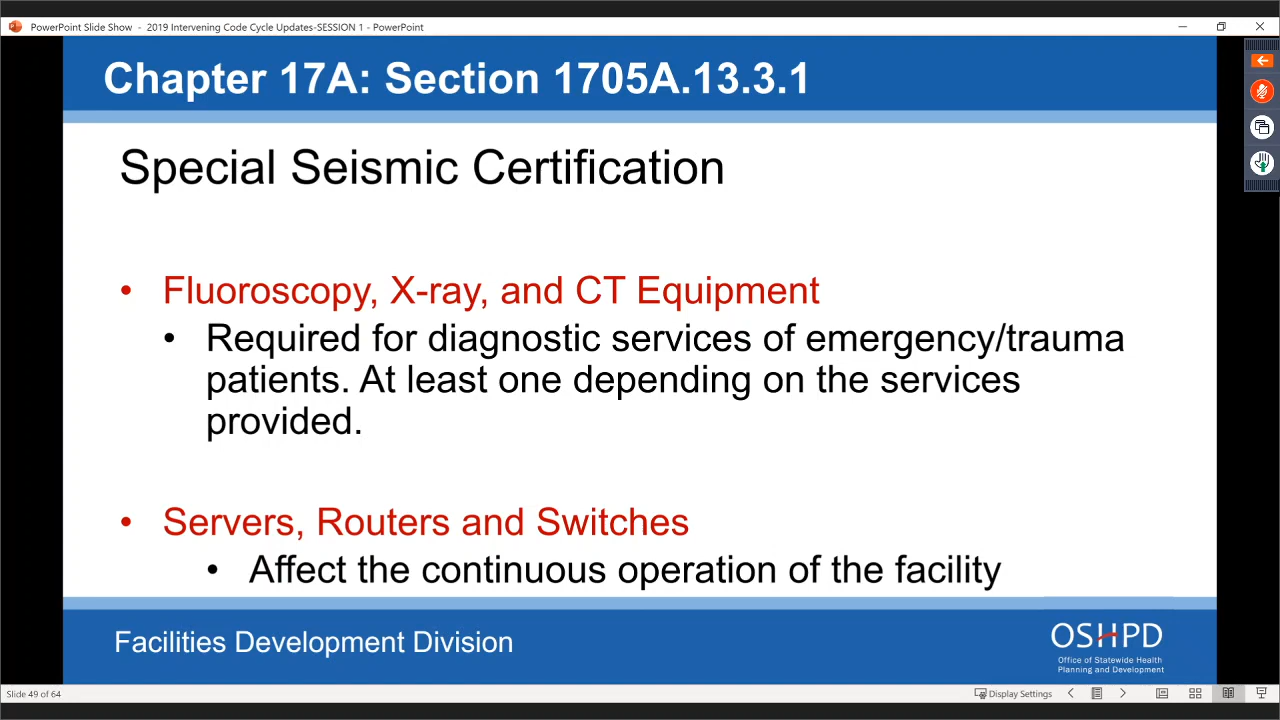 PowerPoint Slide Show - 2019 Intervening Code Cycle Updates-SESSION 1 - PowerPoint
Chapter 17A: Section 1705A.13.3.1
Special Seismic Certification
• Fluoroscopy, X-ray, and CT Equipment
• Required for diagnostic services of emergency/trauma
patients. At least one depending on the services
provided.
• Servers, Routers and Switches
• Affect the continuous operation of the facility
Facilities Development Division
OSHPD
Office of Statewide Health
Planning and Development
Slide 49 of 64
Display Settings